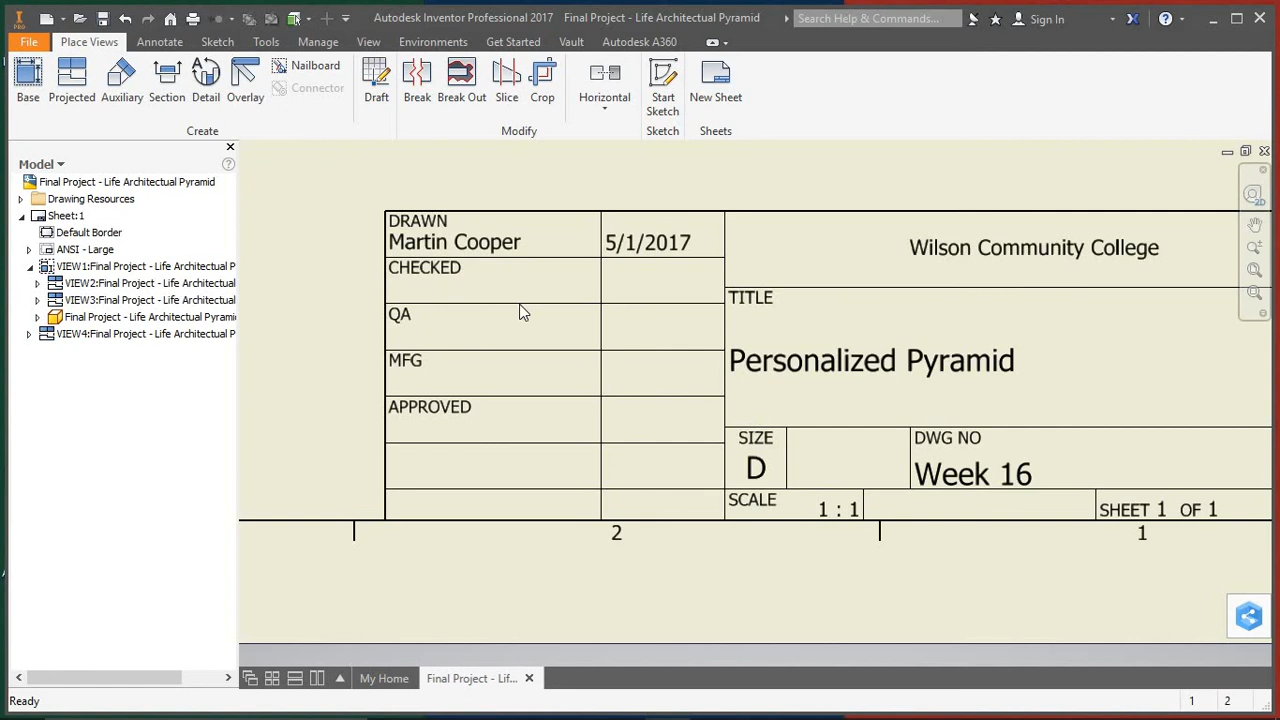 Autodesk Inventor Professional 2017 Final Project - Life Architectual Pyramid
Search Help & Commands...
Sign In
PRO
File
Place Views
Annotate
Sketch
Tools
Manage
View
Environments
Get Started
Vault
Autodesk A360
Base
Projected
Auxiliary
Section
Detail
Overlay
Nailboard
Connector
Draft
Break
Break Out
Slice
Crop
Horizontal
Start
Sketch
New Sheet
Create
Modify
Sketch
Sheets
Model
Final Project - Life Architectual Pyramid
Drawing Resources
Sheet:1
Default Border
ANSI - Large
VIEW1:Final Project - Life Architectual P
VIEW2:Final Project - Life Architectual
VIEW3:Final Project - Life Architectual
Final Project - Life Architectual Pyrami
VIEW4:Final Project - Life Architectual P
DRAWN
Martin Cooper
5/1/2017
CHECKED
QA
MFG
APPROVED
Wilson Community College
TITLE
Personalized Pyramid
SIZE
D
DWG NO
Week 16
SCALE
1 : 1
SHEET 1 OF 1
2
1
2D
My Home
Final Project - Lif...
Ready
1
2